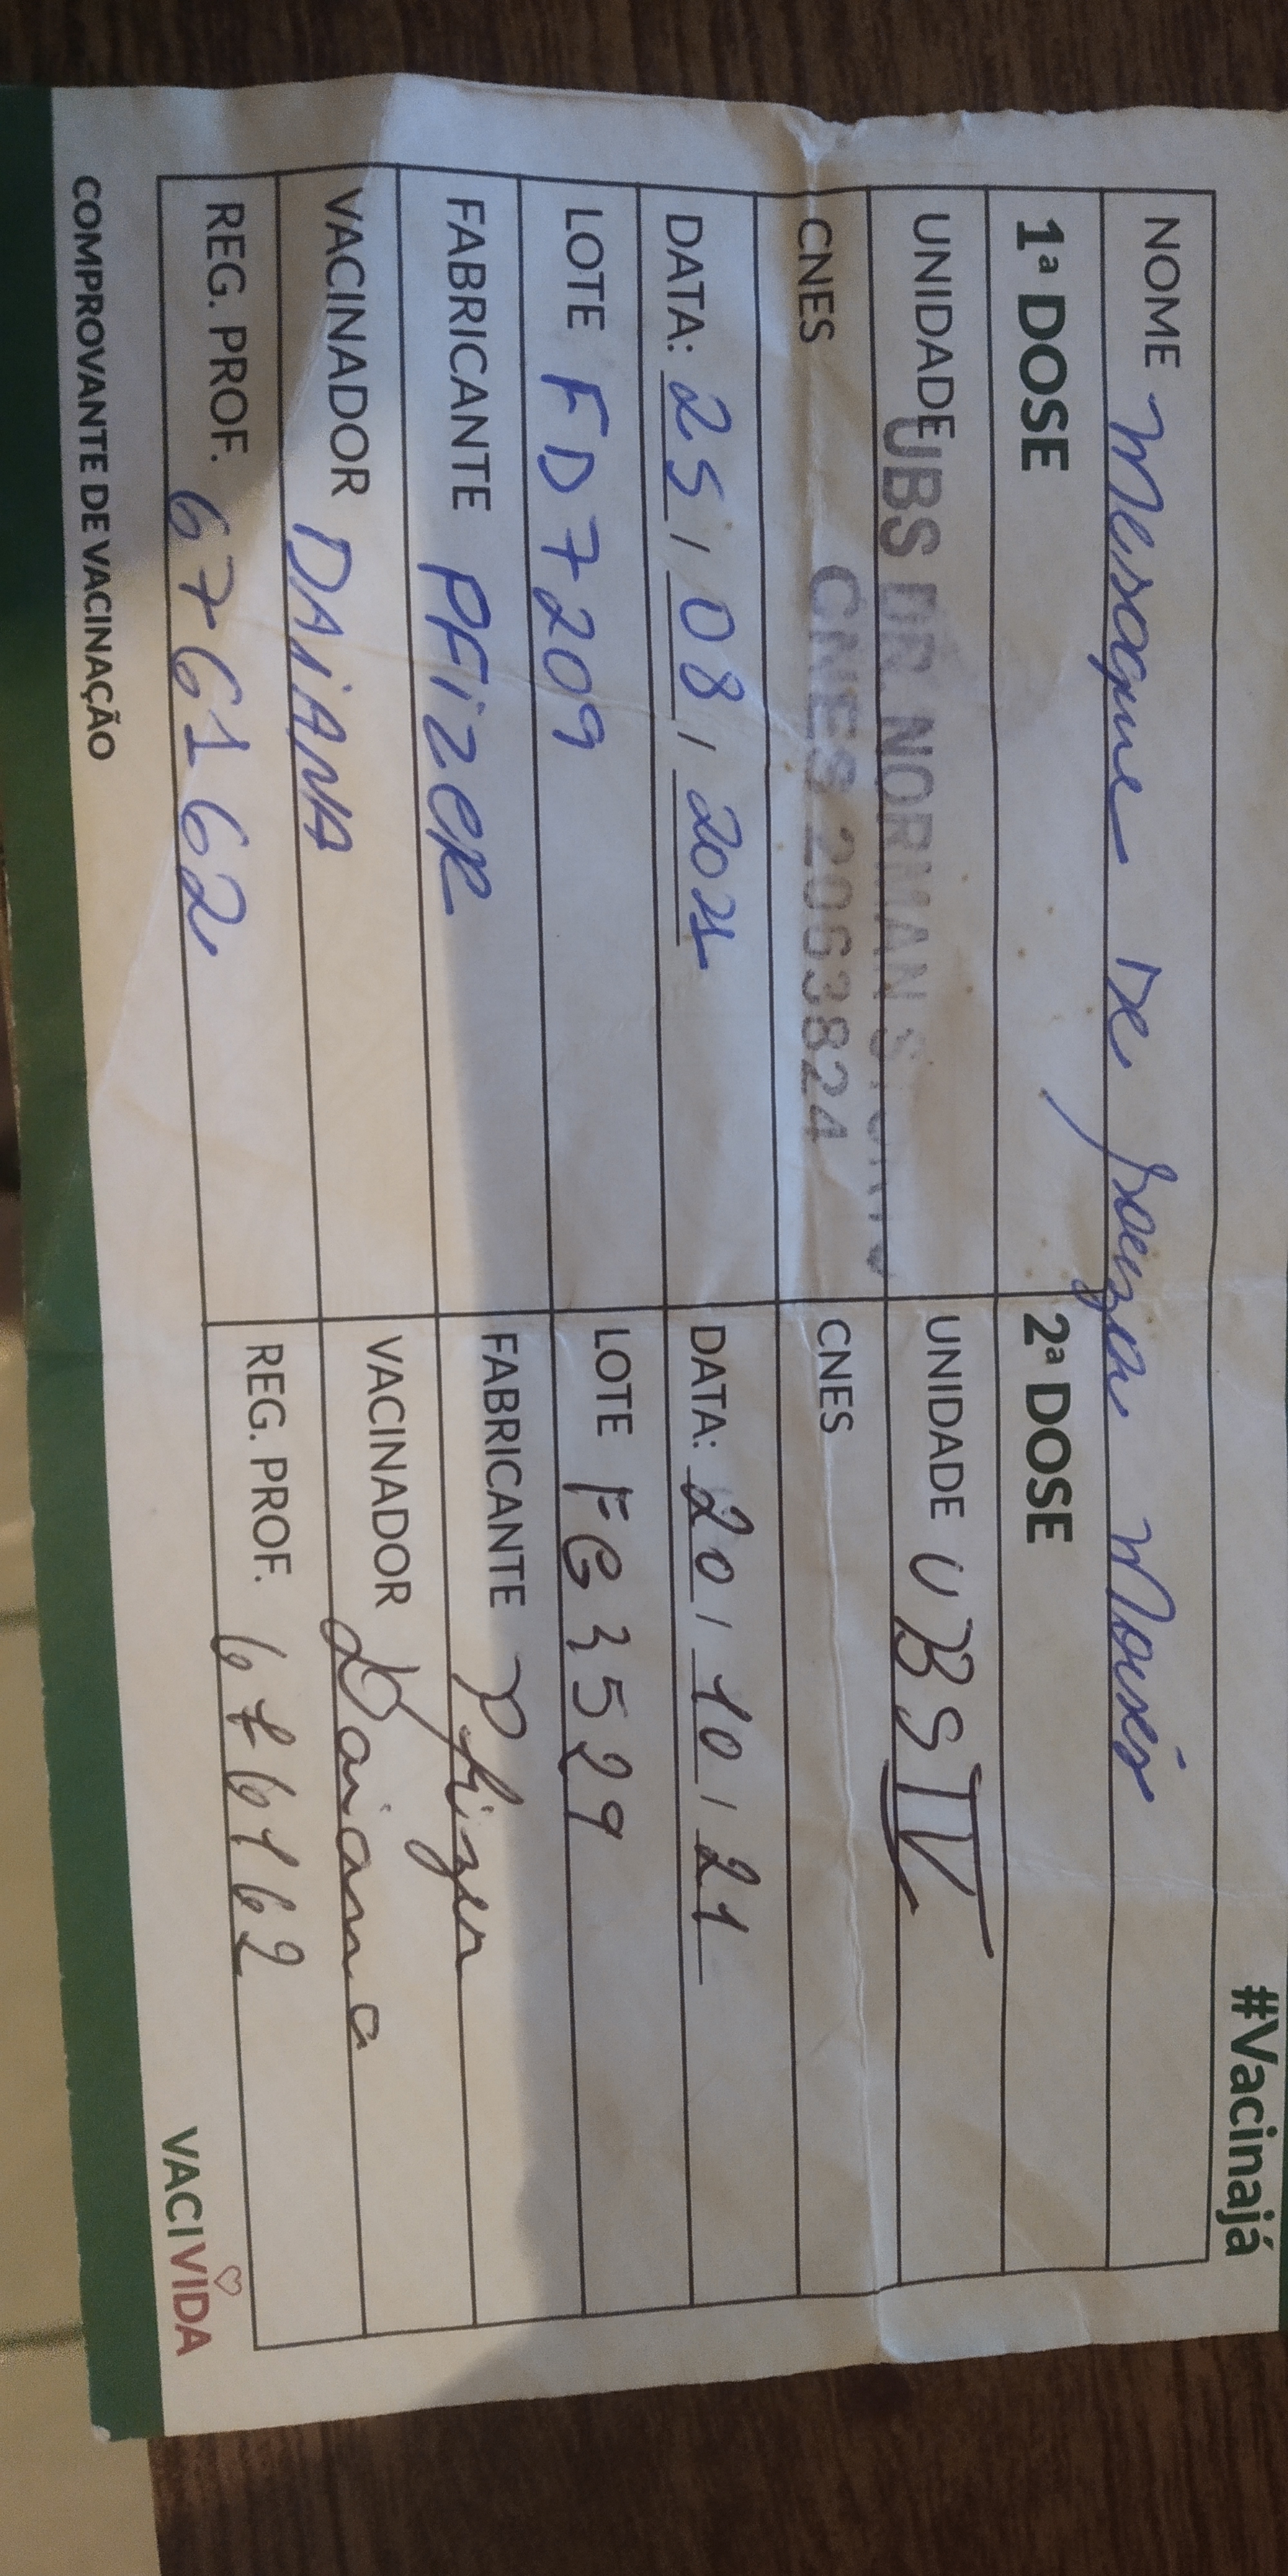 #Vacinajá
NOME Mesaque De Souza Moisés
1ª DOSE 2ª DOSE
UNIDADE UBS DR. NORMAN UNIDADE UBS IV
CNES CNES 2063824 CNES
DATA: 25/08/2021 DATA: 20/10/21
LOTE FD7209 LOTE FG3529
FABRICANTE PFizeR FABRICANTE Pfizer
VACINADOR DAiANA VACINADOR Daiana
REG. PROF. 676162 REG. PROF. 676162
COMPROVANTE DE VACINAÇÃO VACIVIDA